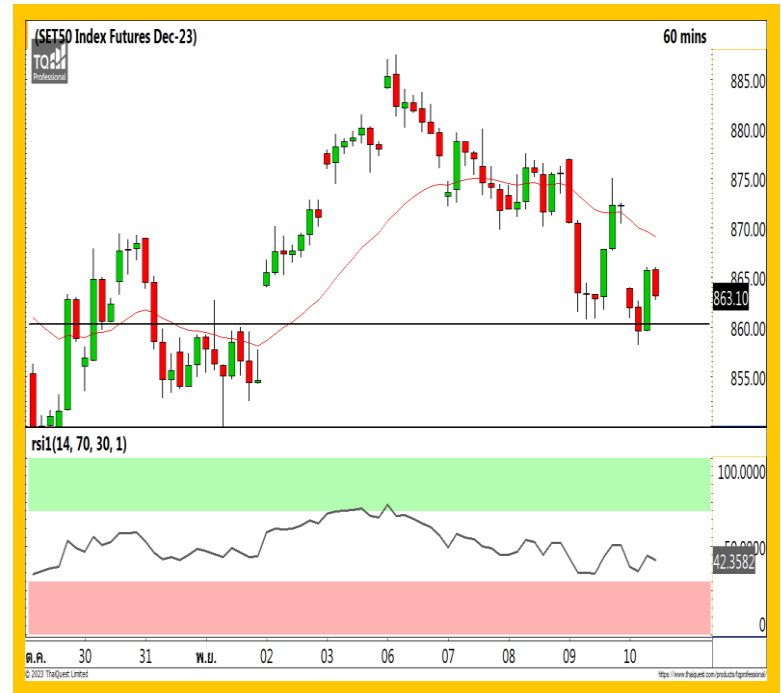 (SET50 Index Futures Dec-23) 60 mins
TQ
Professional
885.00
880.00
875.00
870.00
865.00
863.10
860.00
855.00
rsi1(14, 70, 30, 1)
100.0000
50.0000
42.3582
0
ต.ค. 30 31 พ.ย. 02 03 06 07 08 09 10
© 2023 ThaiQuest Limited https://www.thaiquest.com/products/tqprofessional/